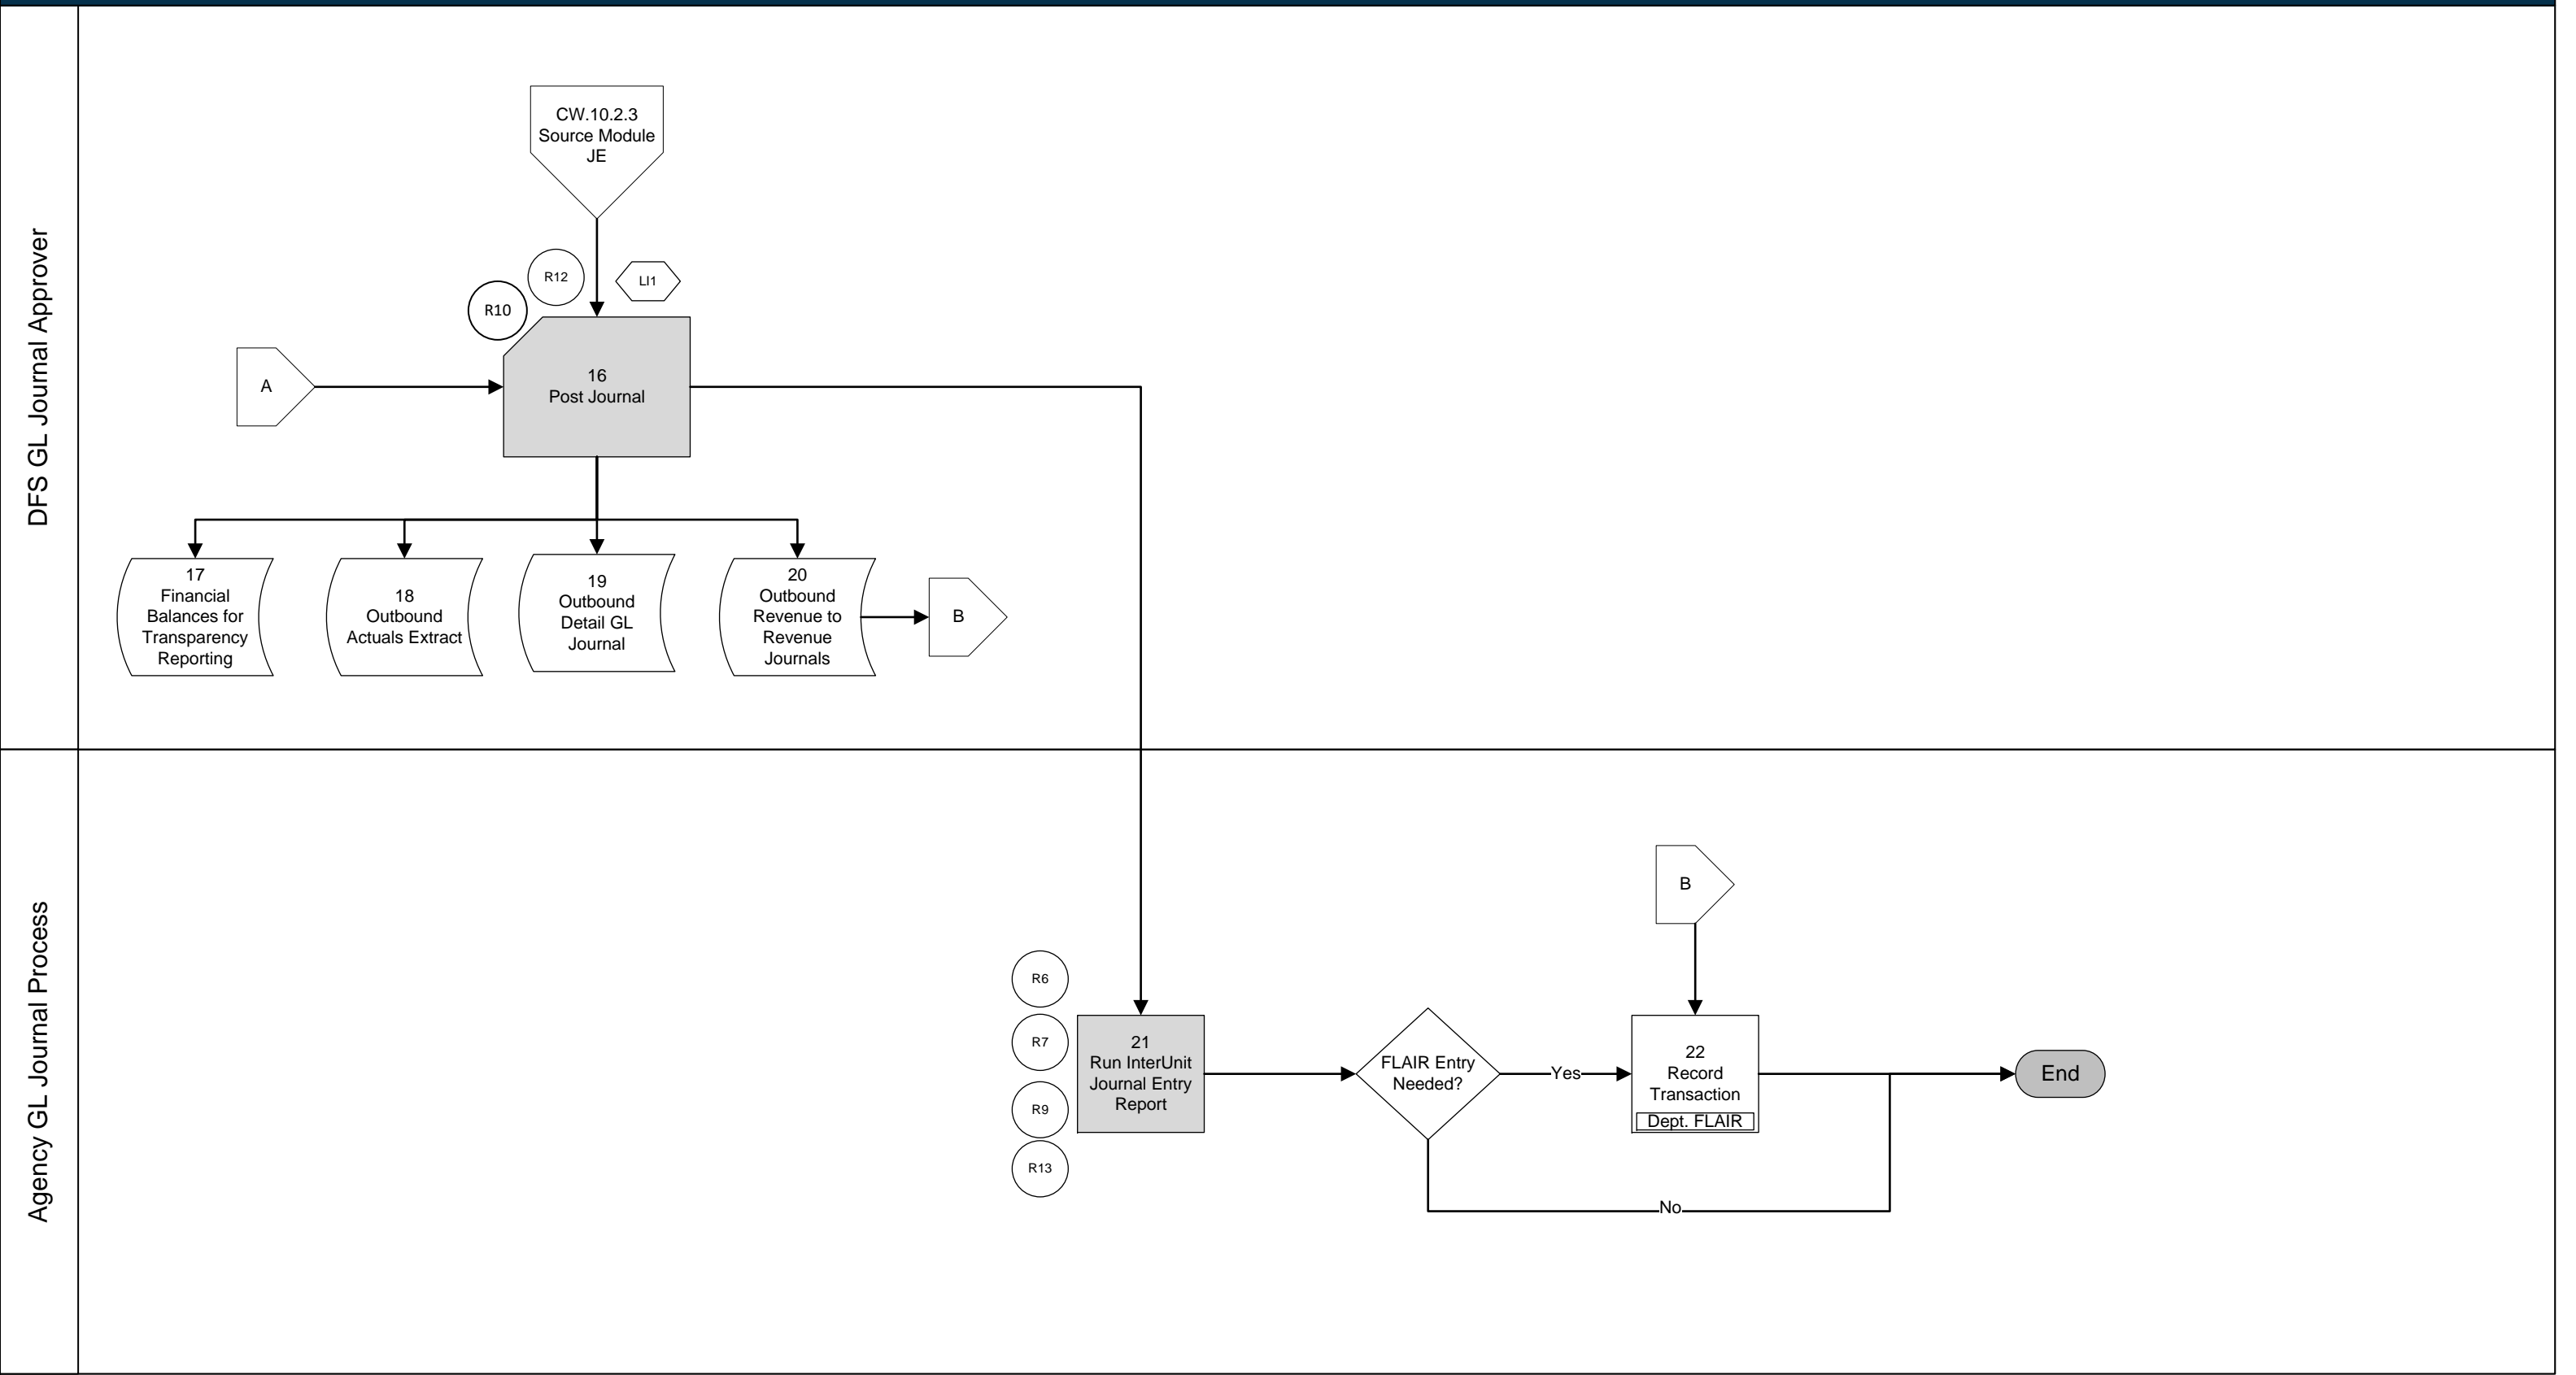 DFS GL Journal Approver
CW.10.2.3
Source Module
JE
R12
LI1
R10
A
16
Post Journal
17
Financial
Balances for
Transparency
Reporting
18
Outbound
Actuals Extract
19
Outbound
Detail GL
Journal
20
Outbound
Revenue to
Revenue
Journals
B
Agency GL Journal Process
B
R6
R7
R9
R13
21
Run InterUnit
Journal Entry
Report
FLAIR Entry
Needed?
Yes
22
Record
Transaction
Dept. FLAIR
End
No